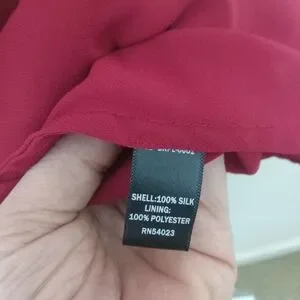 SHELL:100% SILK
LINING:
100% POLYESTER
RN54023